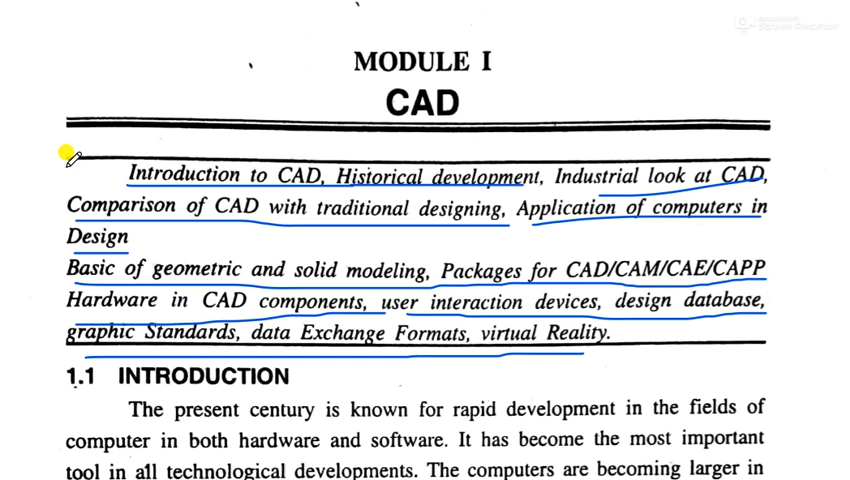 MODULE I
CAD
Introduction to CAD, Historical development, Industrial look at CAD,
Comparison of CAD with traditional designing, Application of computers in
Design
Basic of geometric and solid modeling, Packages for CAD/CAM/CAE/CAPP
Hardware in CAD components, user interaction devices, design database,
graphic Standards, data Exchange Formats, virtual Reality.
1.1 INTRODUCTION
The present century is known for rapid development in the fields of
computer in both hardware and software. It has become the most important
tool in all technological developments. The computers are becoming larger in